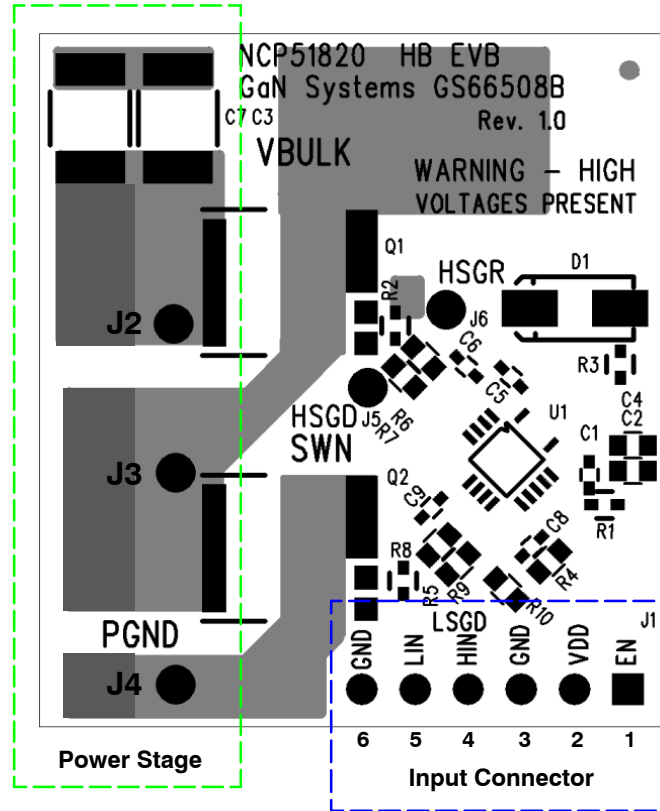 NCP51820 HB EVB
GaN Systems GS66508B
C7 C3
Rev. 1.0
VBULK
WARNING - HIGH
VOLTAGES PRESENT
Q1
HSGR
D1
R2
J2
J6
C6
R3
C5
R6
C4
C2
HSGD
J5
R7
U1
SWN
C1
J3
Q2
C9
R1
C8
R8
R5
R9
R4
R10
LSGD
J1
PGND
GND
LIN
HIN
GND
VDD
EN
J4
6 5 4 3 2 1
Power Stage
Input Connector